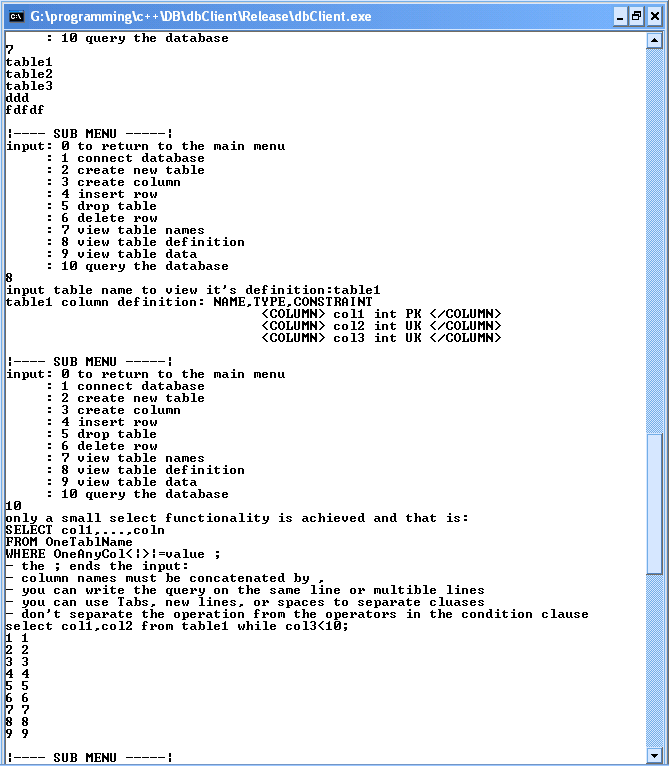 G:\programming\c++\DB\dbClient\Release\dbClient.exe
     : 10 query the database
7
table1
table2
table3
ddd
fdfdf

¦---- SUB MENU -----¦
input: 0 to return to the main menu
     : 1 connect database
     : 2 create new table
     : 3 create column
     : 4 insert row
     : 5 drop table
     : 6 delete row
     : 7 view table names
     : 8 view table definition
     : 9 view table data
     : 10 query the database
8
input table name to view it's definition:table1
table1 column definition: NAME,TYPE,CONSTRAINT
                                <COLUMN> col1 int PK </COLUMN>
                                <COLUMN> col2 int UK </COLUMN>
                                <COLUMN> col3 int UK </COLUMN>

¦---- SUB MENU -----¦
input: 0 to return to the main menu
     : 1 connect database
     : 2 create new table
     : 3 create column
     : 4 insert row
     : 5 drop table
     : 6 delete row
     : 7 view table names
     : 8 view table definition
     : 9 view table data
     : 10 query the database
10
only a small select functionality is achieved and that is:
SELECT col1,...,coln
FROM OneTablName
WHERE OneAnyCol<¦>¦=value ;
- the ; ends the input:
- column names must be concatenated by ,
- you can write the query on the same line or multible lines
- you can use Tabs, new lines, or spaces to separate cluases
- don't separate the operation from the operators in the condition clause
select col1,col2 from table1 while col3<10;
1 1
2 2
3 3
4 4
5 5
6 6
7 7
8 8
9 9

¦---- SUB MENU -----¦